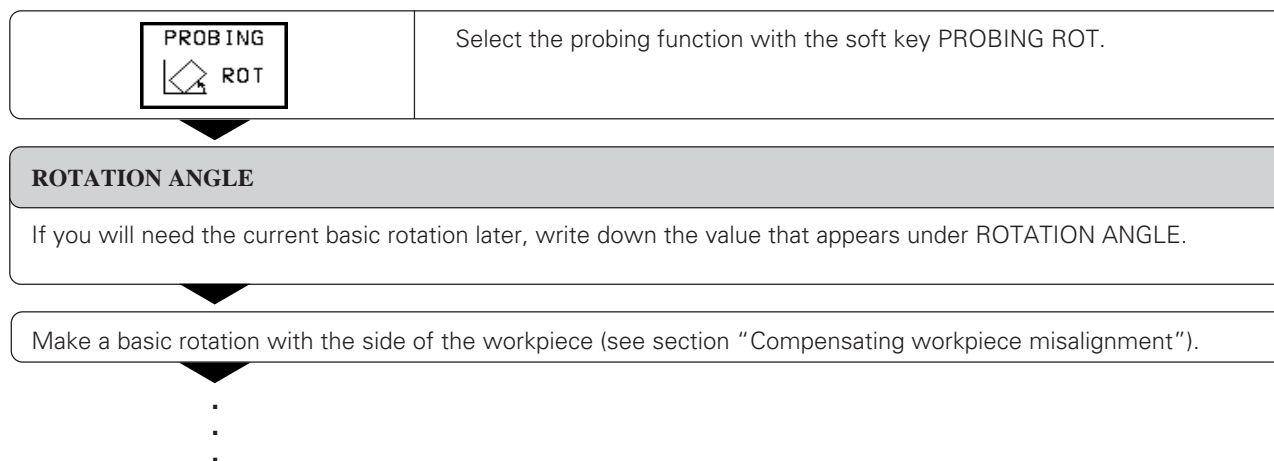 PROBING
ROT
Select the probing function with the soft key PROBING ROT.
ROTATION ANGLE
If you will need the current basic rotation later, write down the value that appears under ROTATION ANGLE.
Make a basic rotation with the side of the workpiece (see section “Compensating workpiece misalignment”).
.
.
.